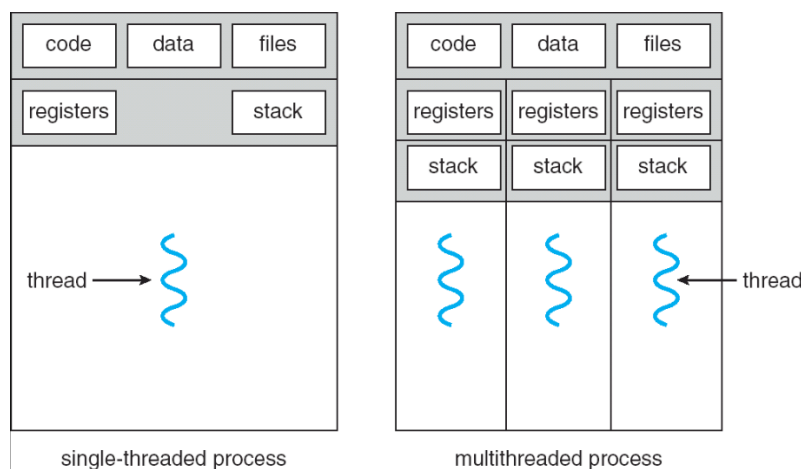 code data files code data files
registers stack registers registers registers
stack stack stack
thread thread
single-threaded process multithreaded process